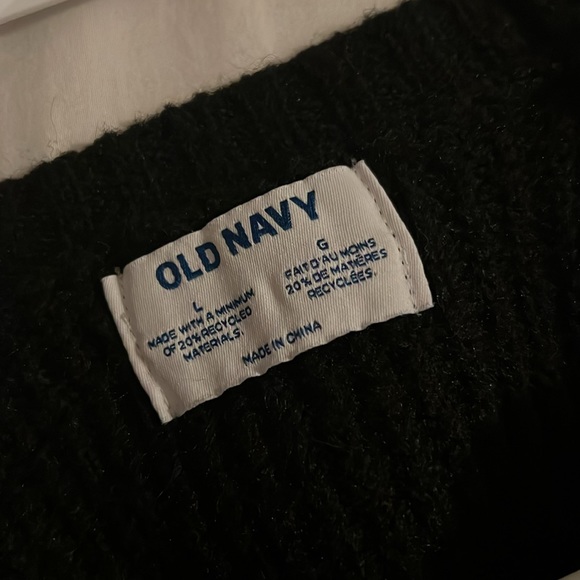 OLD NAVY
L
MADE WITH A MINIMUM
OF 20% RECYCLED
MATERIALS.
G
FAIT D'AU MOINS
20% DE MATIÈRES
RECYCLÉES.
MADE IN CHINA